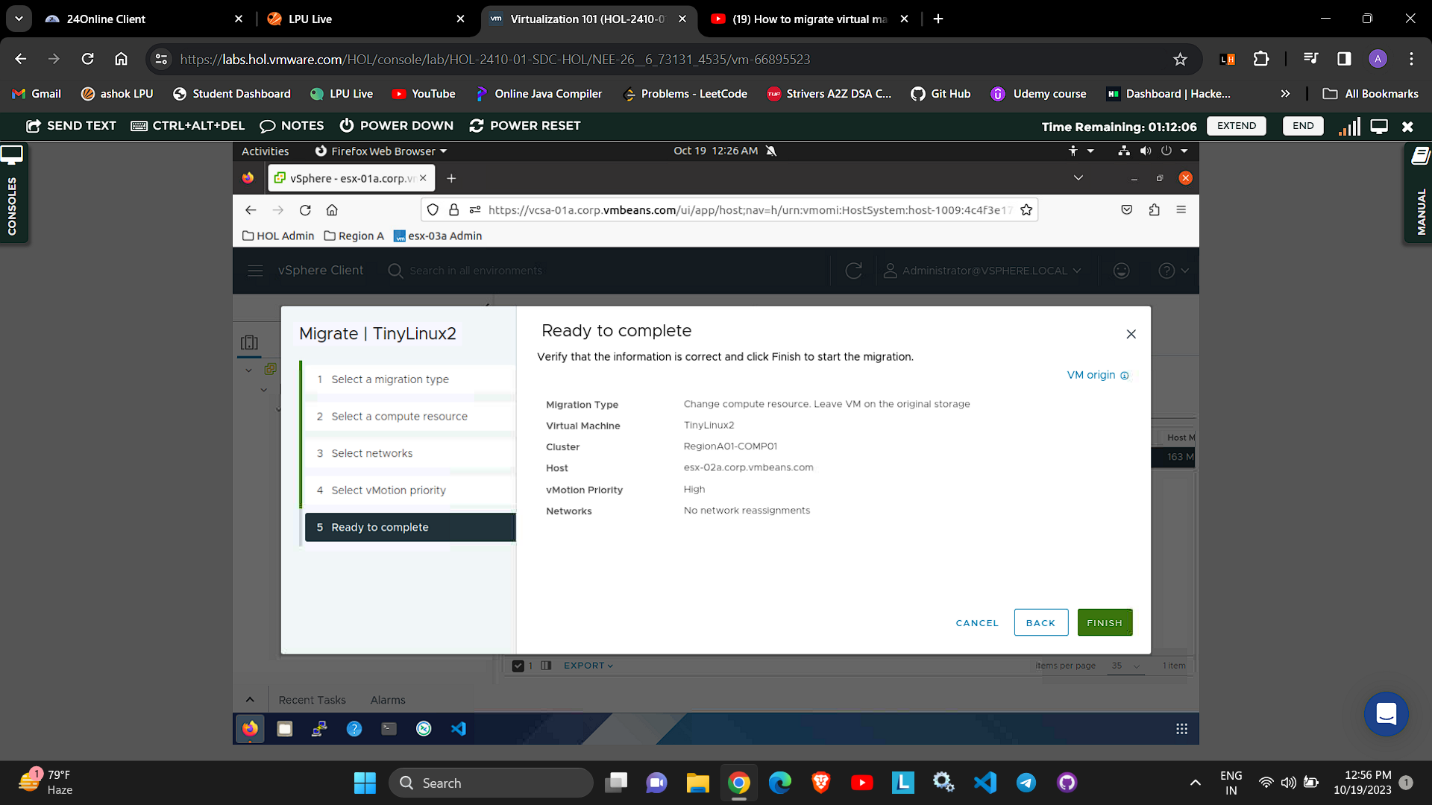 24Online Client
LPU Live
Virtualization 101 (HOL-2410-0
(19) How to migrate virtual ma
https://labs.hol.vmware.com/HOL/console/lab/HOL-2410-01-SDC-HOL/NEE-26__6_73131_4535/vm-66895523
A
Gmail
ashok LPU
Student Dashboard
LPU Live
YouTube
Online Java Compiler
Problems - LeetCode
Strivers A2Z DSA C...
Git Hub
Udemy course
Dashboard | Hacke...
All Bookmarks
SEND TEXT
CTRL+ALT+DEL
NOTES
POWER DOWN
POWER RESET
Time Remaining: 01:12:06
EXTEND
END
CONSOLES
MANUAL
Activities
Firefox Web Browser
Oct 19 12:26 AM
vSphere - esx-01a.corp.v
https://vcsa-01a.corp.vmbeans.com/ui/app/host;nav=h/urn:vmomi:HostSystem:host-1009:4c4f3e17
HOL Admin
Region A
esx-03a Admin
vSphere Client
Search in all environments
Administrator@VSPHERE.LOCAL
Migrate | TinyLinux2
1 Select a migration type
2 Select a compute resource
3 Select networks
4 Select vMotion priority
5 Ready to complete
Ready to complete
Verify that the information is correct and click Finish to start the migration.
VM origin
Migration Type Change compute resource. Leave VM on the original storage
Virtual Machine TinyLinux2
Cluster RegionA01-COMP01
Host esx-02a.corp.vmbeans.com
vMotion Priority High
Networks No network reassignments
CANCEL
BACK
FINISH
Host M
163 M
1
EXPORT
Items per page 35
1 item
Recent Tasks
Alarms
1
79°F
Haze
Search
ENG
IN
12:56 PM
10/19/2023
1